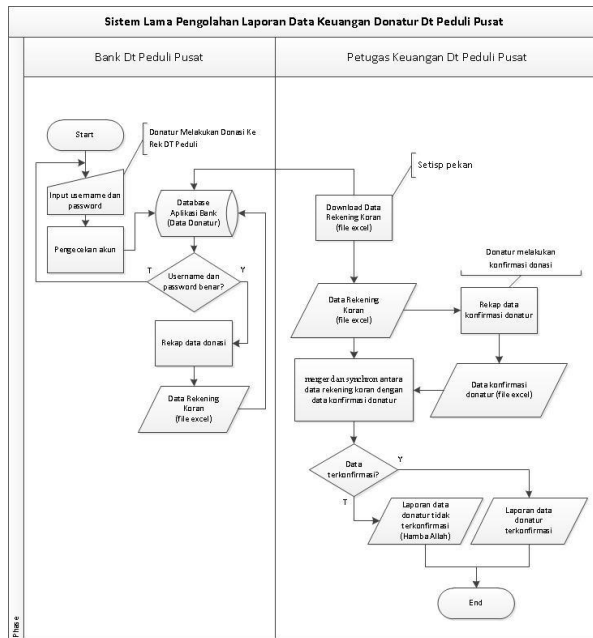 Sistem Lama Pengolahan Laporan Data Keuangan Donatur Dt Peduli Pusat
Bank Dt Peduli Pusat
Petugas Keuangan Dt Peduli Pusat
Start
Donatur Melakukan Donasi Ke
Rek DT Peduli
Input username dan
password
Pengecekan akun
Database
Aplikasi Bank
(Data Donatur)
Username dan
password benar?
T
Y
Rekap data donasi
Data Rekening
Koran
(file excel)
Setisp pekan
Download Data
Rekening Koran
(file excel)
Donatur melakukan
konfirmasi donasi
Data Rekening
Koran
(file excel)
Rekap data
konfirmasi donatur
merger dan synchron antara
data rekening koran dengan
data konfirmasi donatur
Data konfirmasi
donatur (file excel)
Data
terkonfirmasi?
Y
T
Laporan data
donatur tidak
terkonfirmasi
(Hamba Allah)
Laporan data
donatur
terkonfirmasi
End
Phase